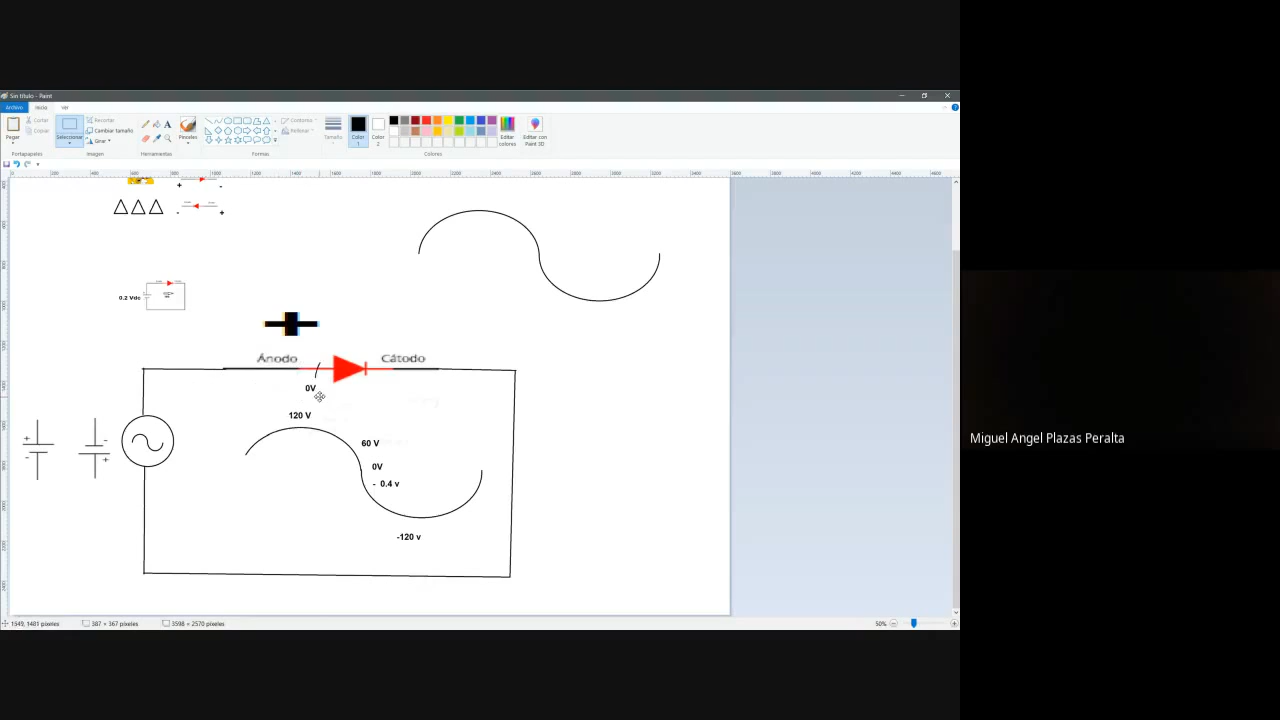 Sin título - Paint
Archivo Inicio Ver
Pegar
Cortar
Copiar
Portapapeles
Seleccionar
Recortar
Cambiar tamaño
Girar
Imagen
Herramientas
Pinceles
Contorno
Rellenar
Formas
Tamaño
Color 1
Color 2
Editar colores
Editar con Paint 3D
Colores
+ -
- +
0.2 Vdc
Ánodo Cátodo
0V
120 V
60 V
0V
- 0.4 v
-120 v
+
-
-
+
Miguel Angel Plazas Peralta
1549, 1481 píxeles 387 × 367 píxeles 3598 × 2570 píxeles 50%